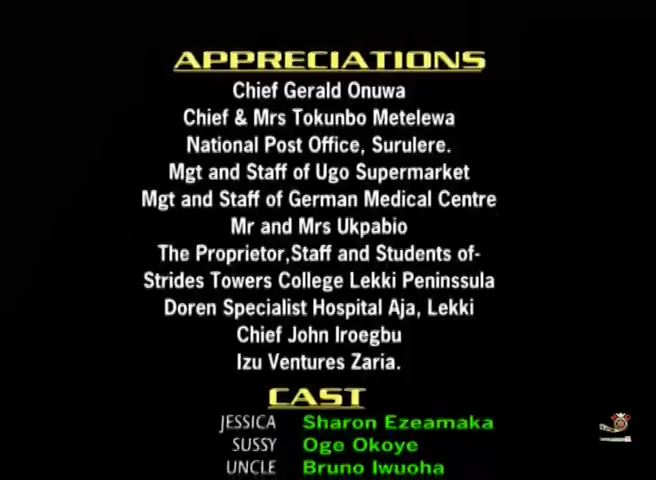 APPRECIATIONS
Chief Gerald Onuwa
Chief & Mrs Tokunbo Metelewa
National Post Office, Surulere.
Mgt and Staff of Ugo Supermarket
Mgt and Staff of German Medical Centre
Mr and Mrs Ukpabio
The Proprietor,Staff and Students of-
Strides Towers College Lekki Peninssula
Doren Specialist Hospital Aja, Lekki
Chief John Iroegbu
Izu Ventures Zaria.
CAST
JESSICA Sharon Ezeamaka
SUSSY Oge Okoye
UNCLE Bruno Iwuoha